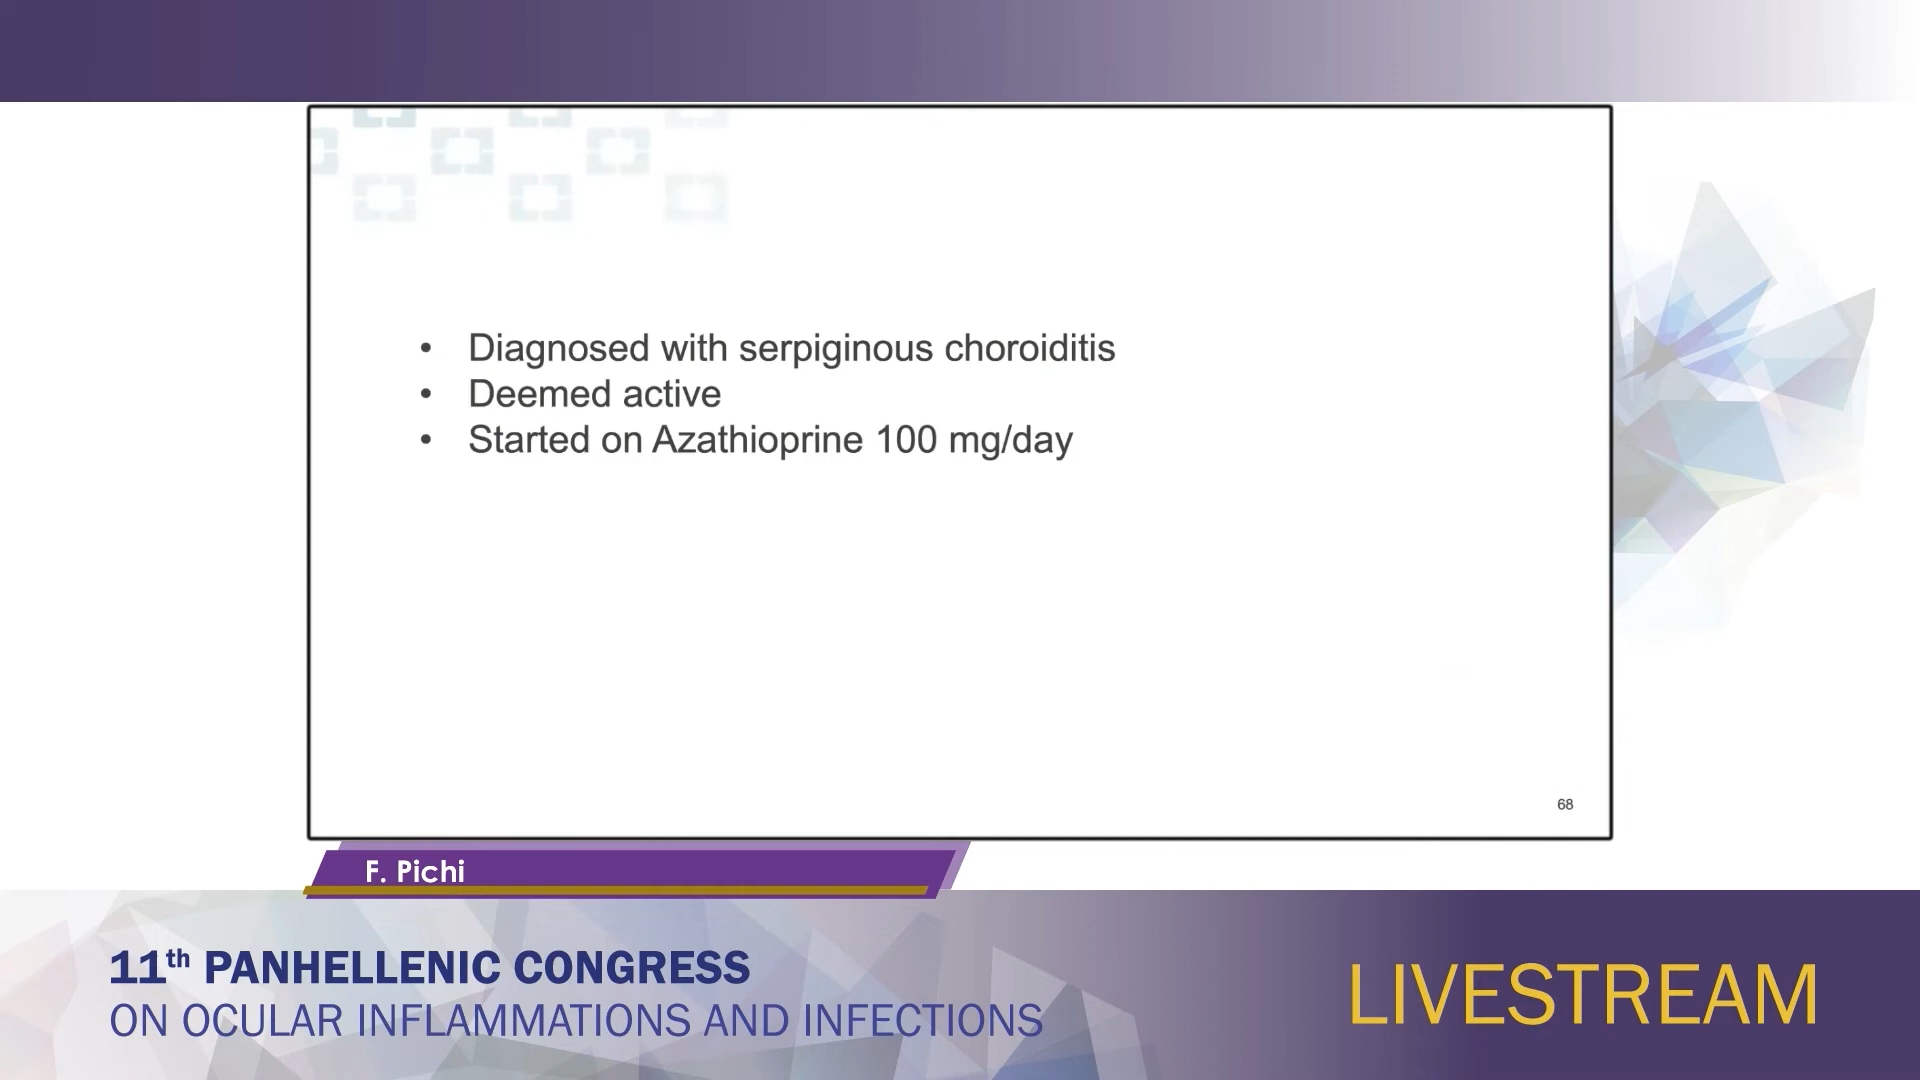 • Diagnosed with serpiginous choroiditis
• Deemed active
• Started on Azathioprine 100 mg/day
68
F. Pichi
11th PANHELLENIC CONGRESS
ON OCULAR INFLAMMATIONS AND INFECTIONS
LIVESTREAM